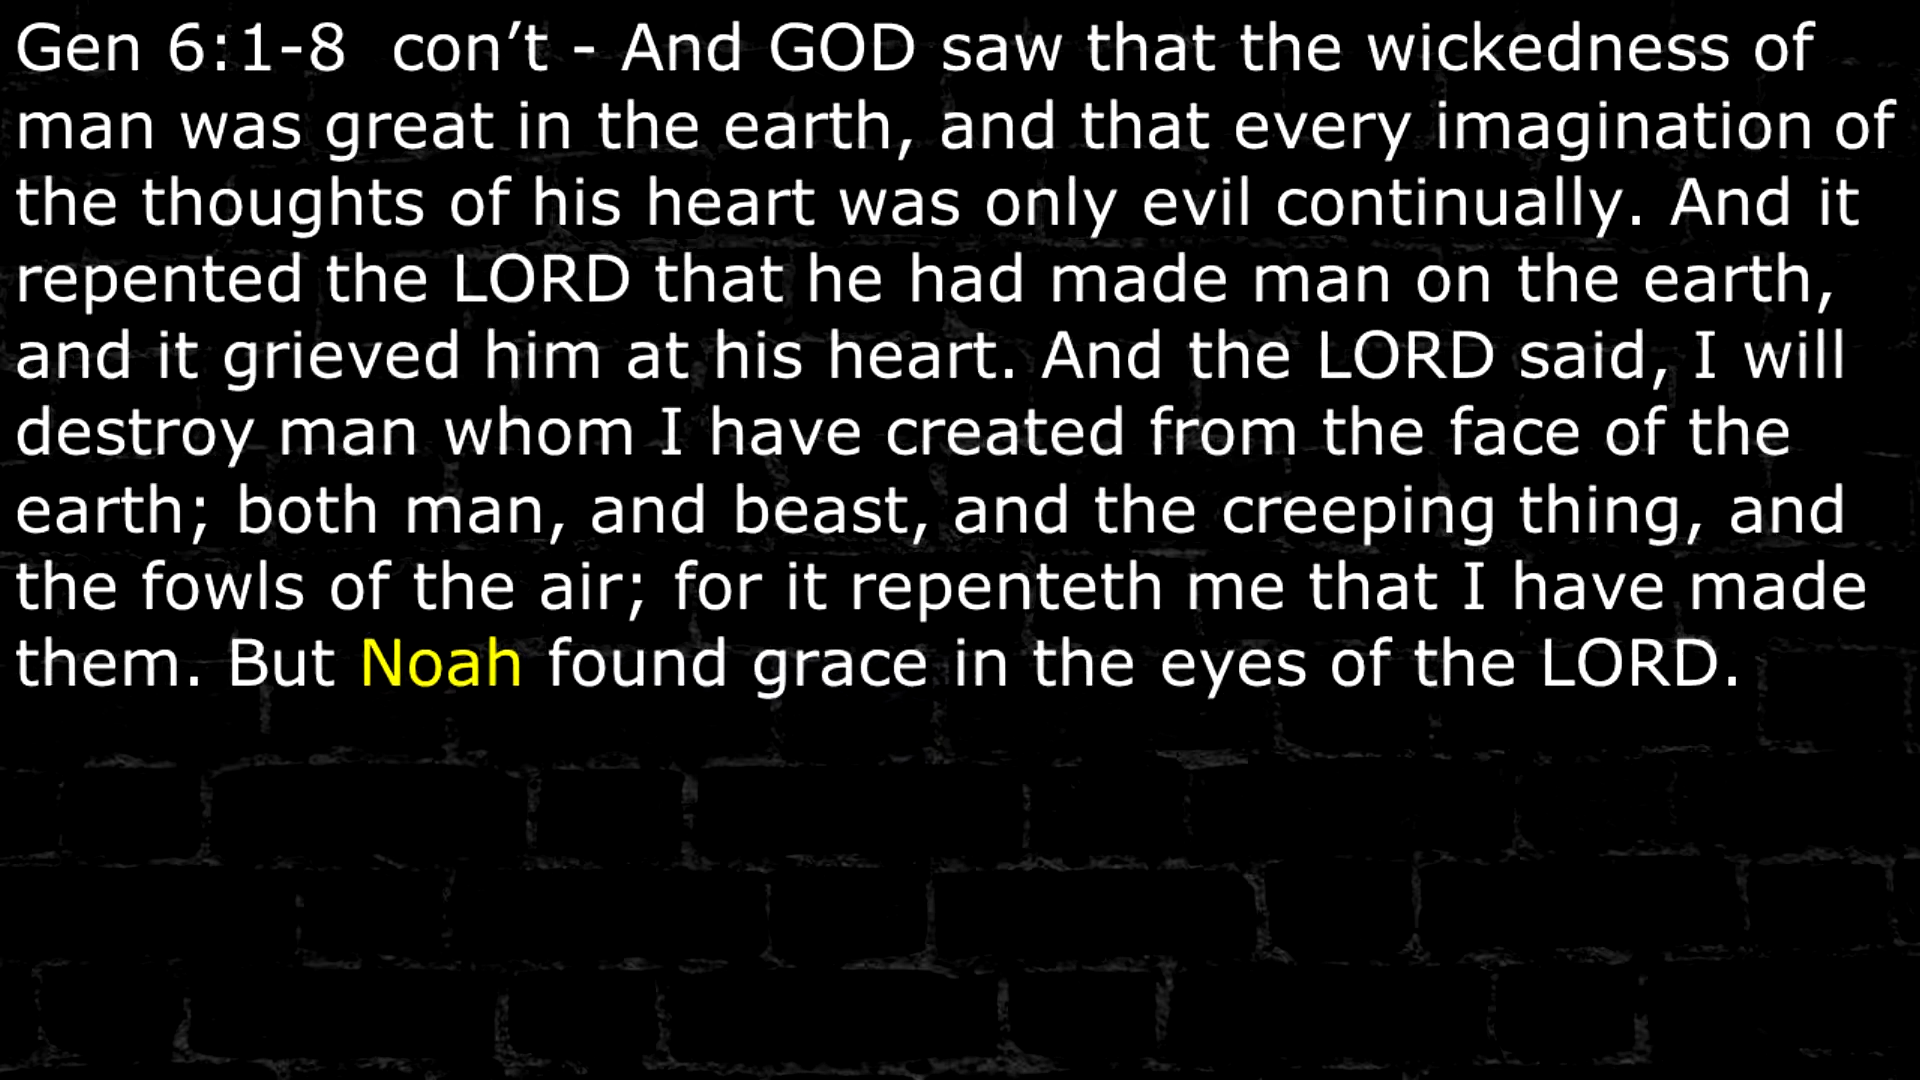 Gen 6:1-8  con’t - And GOD saw that the wickedness of
man was great in the earth, and that every imagination of
the thoughts of his heart was only evil continually. And it
repented the LORD that he had made man on the earth,
and it grieved him at his heart. And the LORD said, I will
destroy man whom I have created from the face of the
earth; both man, and beast, and the creeping thing, and
the fowls of the air; for it repenteth me that I have made
them. But Noah found grace in the eyes of the LORD.